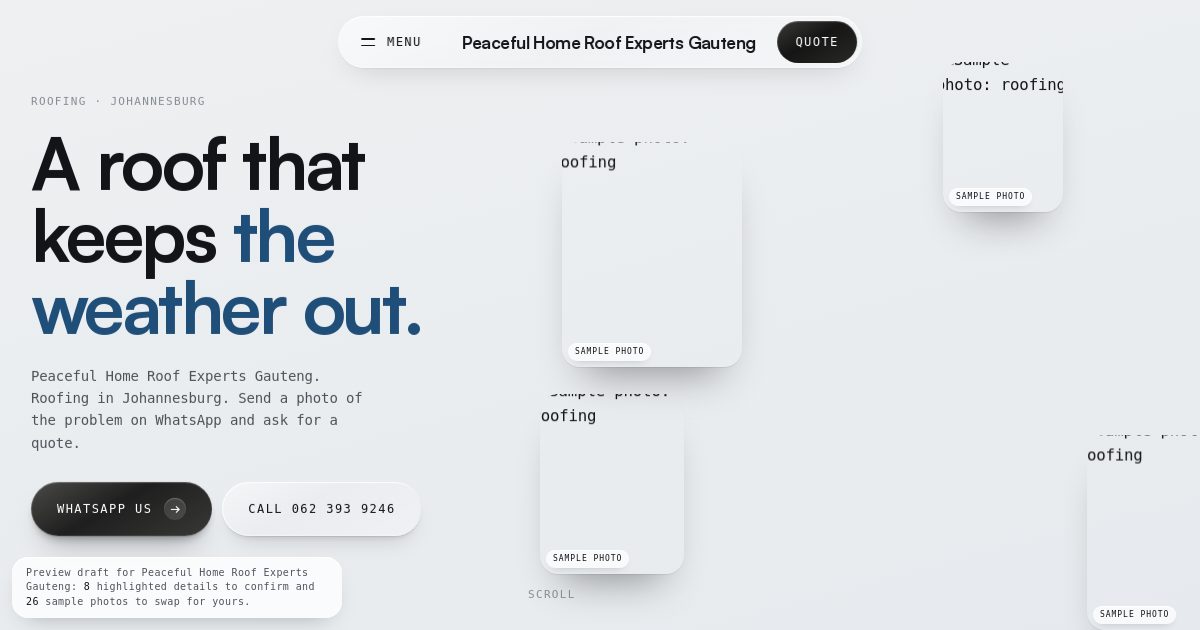 MENU
Peaceful Home Roof Experts Gauteng
QUOTE
ROOFING · JOHANNESBURG
A roof that
keeps the
weather out.
Peaceful Home Roof Experts Gauteng.
Roofing in Johannesburg. Send a photo of
the problem on WhatsApp and ask for a
quote.
WHATSAPP US
CALL 062 393 9246
Preview draft for Peaceful Home Roof Experts
Gauteng: 8 highlighted details to confirm and
26 sample photos to swap for yours.
photo: roofing
SAMPLE PHOTO
oofing
SAMPLE PHOTO
oofing
SAMPLE PHOTO
SCROLL
oofing
SAMPLE PHOTO